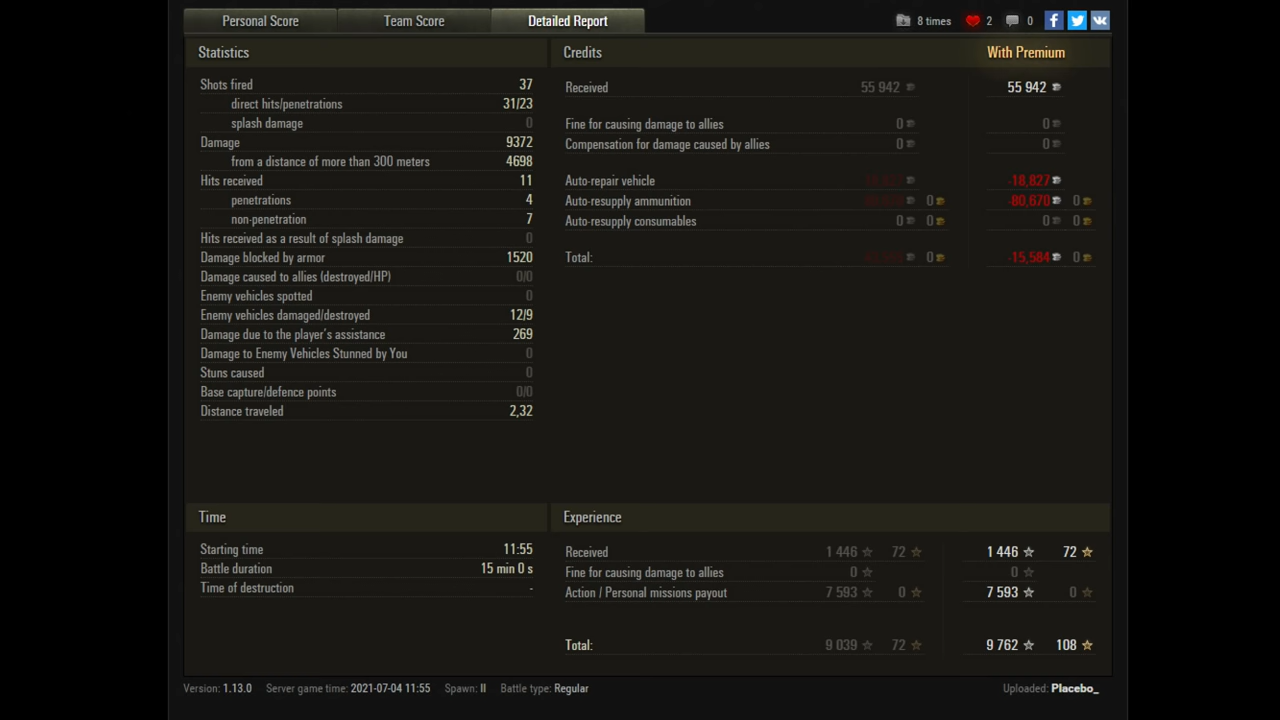 Personal Score Team Score Detailed Report 8 times 2 0
Statistics
Shots fired 37
direct hits/penetrations 31/23
splash damage 0
Damage 9372
from a distance of more than 300 meters 4698
Hits received 11
penetrations 4
non-penetration 7
Hits received as a result of splash damage 0
Damage blocked by armor 1520
Damage caused to allies (destroyed/HP) 0/0
Enemy vehicles spotted 0
Enemy vehicles damaged/destroyed 12/9
Damage due to the player's assistance 269
Damage to Enemy Vehicles Stunned by You 0
Stuns caused 0
Base capture/defence points 0/0
Distance traveled 2,32
Credits With Premium
Received 55 942 55 942
Fine for causing damage to allies 0 0
Compensation for damage caused by allies 0 0
Auto-repair vehicle -18,827
Auto-resupply ammunition 0 -80,670 0
Auto-resupply consumables 0 0 0 0
Total: 0 -15,584 0
Time
Starting time 11:55
Battle duration 15 min 0 s
Time of destruction -
Experience
Received 1 446 72 1 446 72
Fine for causing damage to allies 0 0
Action / Personal missions payout 7 593 0 7 593 0
Total: 9 039 72 9 762 108
Version: 1.13.0 Server game time: 2021-07-04 11:55 Spawn: II Battle type: Regular Uploaded: Placebo_